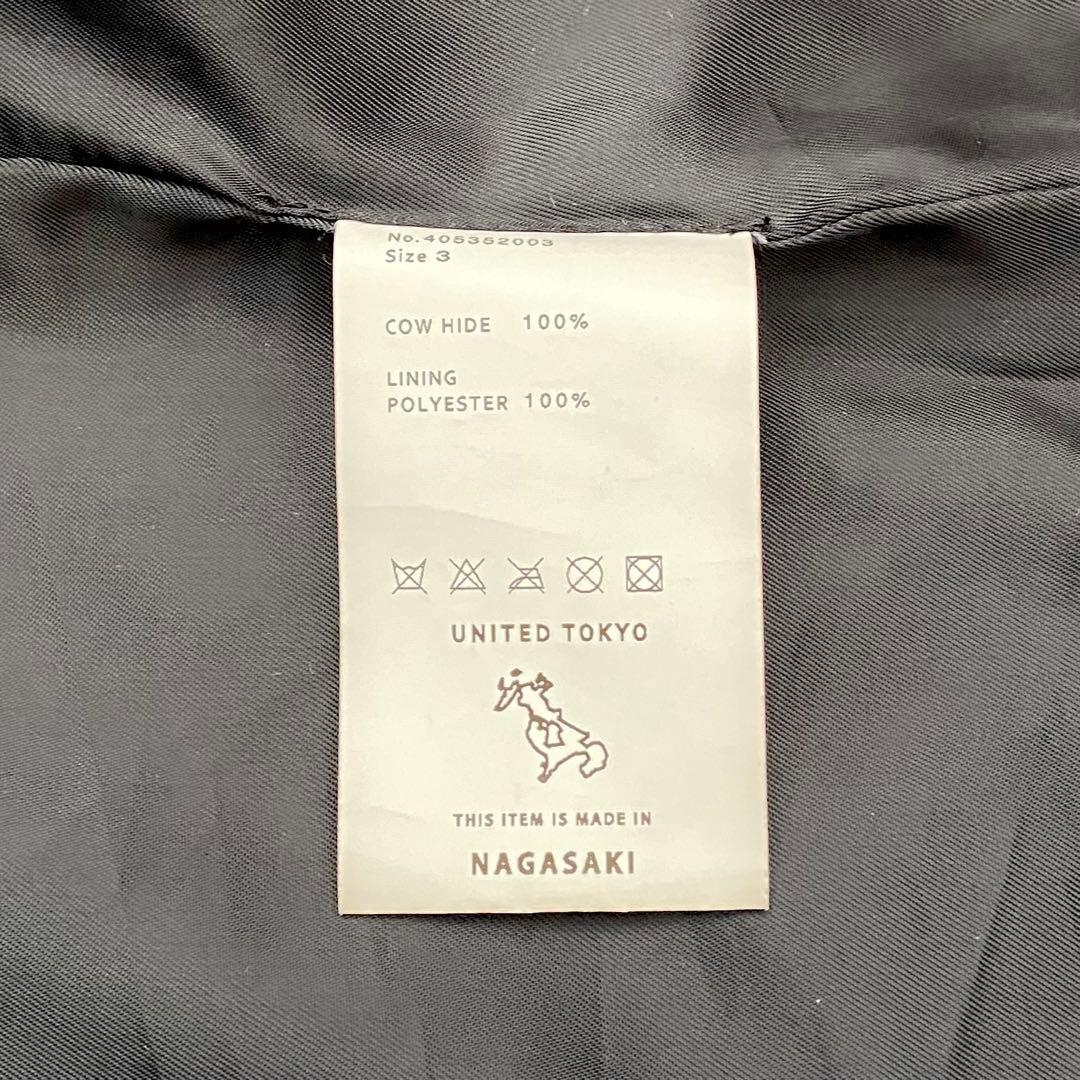 No.405352003
Size 3
COW HIDE 100%
LINING
POLYESTER 100%
UNITED TOKYO
THIS ITEM IS MADE IN
NAGASAKI